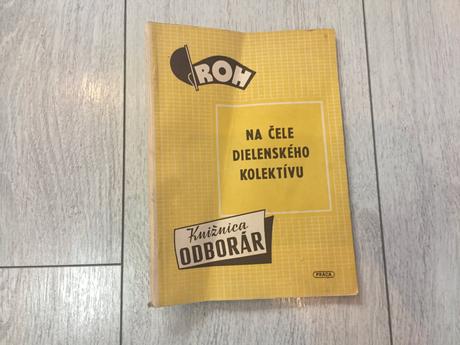 ROH
NA ČELE
DIELENSKÉHO
KOLEKTÍVU
Knižnica
ODBORÁR
PRÁCA